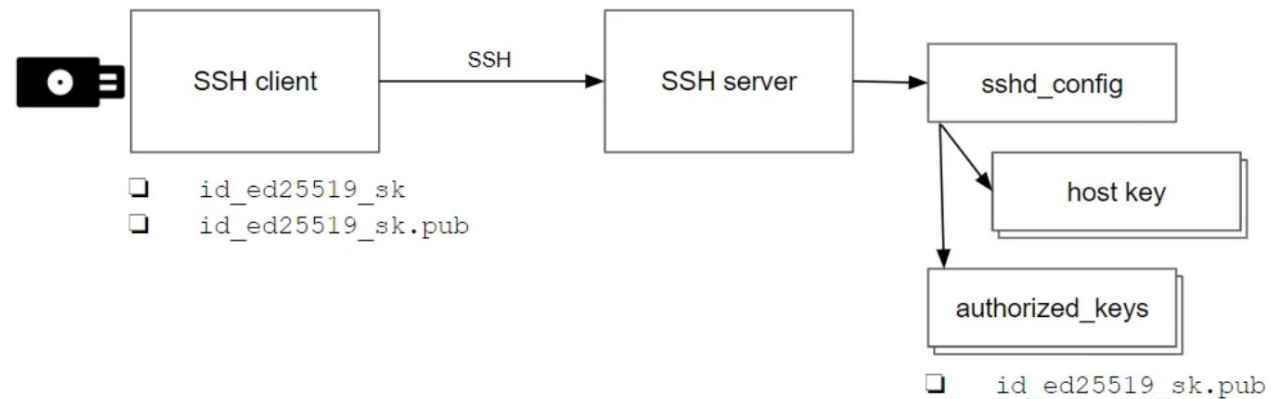 SSH client
SSH
SSH server
sshd_config
host key
authorized_keys
id_ed25519_sk
id_ed25519_sk.pub
id_ed25519_sk.pub